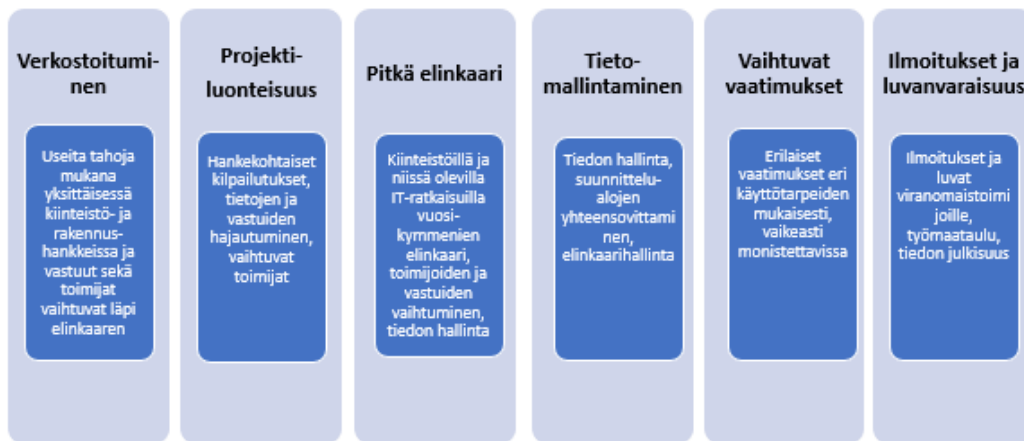 Verkostoitumi-
nen
Useita tahoja
mukana
yksittäisessä
kiinteistö- ja
rakennus-
hankkeissa ja
vastuut sekä
toimijat
vaihtuvat läpi
elinkaaren
Projekti-
luonteisuus
Hankekohtaiset
kilpailutukset,
tietojen ja
vastuiden
hajautuminen,
vaihtuvat
toimijat
Pitkä elinkaari
Kiinteistöillä ja
niissä olevilla
IT-ratkaisuilla
vuosi-
kymmenien
elinkaari,
toimijoiden ja
vastuiden
vaihtuminen,
tiedon hallinta
Tieto-
mallintaminen
Tiedon hallinta,
suunnittelu-
alojen
yhteensovittami
nen,
elinkaarihallinta
Vaihtuvat
vaatimukset
Erilaiset
vaatimukset eri
käyttötarpeiden
mukaisesti,
vaikeasti
monistettavissa
Ilmoitukset ja
luvanvaraisuus
Ilmoitukset ja
luvat
viranomaistoimi
joille,
työmaataulu,
tiedon julkisuus